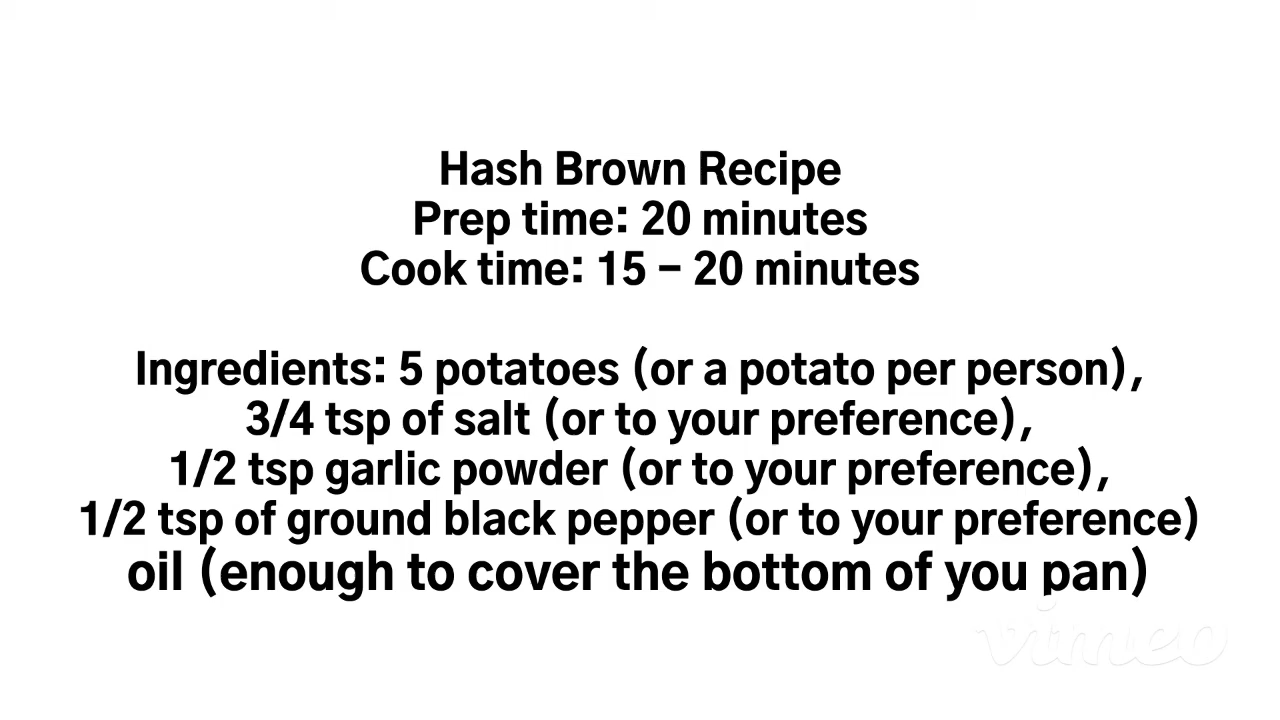 Hash Brown Recipe
Prep time: 20 minutes
Cook time: 15 – 20 minutes
Ingredients: 5 potatoes (or a potato per person),
3/4 tsp of salt (or to your preference),
1/2 tsp garlic powder (or to your preference),
1/2 tsp of ground black pepper (or to your preference)
oil (enough to cover the bottom of you pan)
vimeo